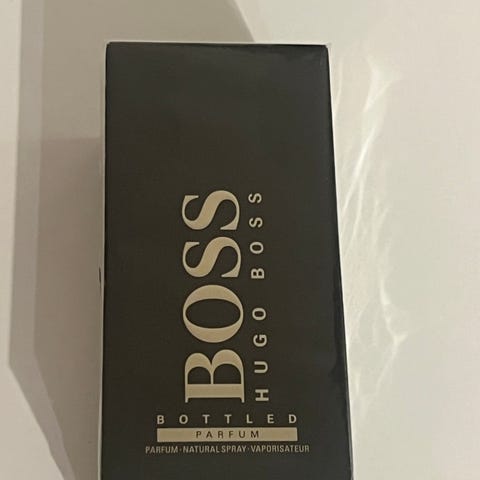 BOSS
HUGO BOSS
BOTTLED
PARFUM
PARFUM · NATURAL SPRAY · VAPORISATEUR